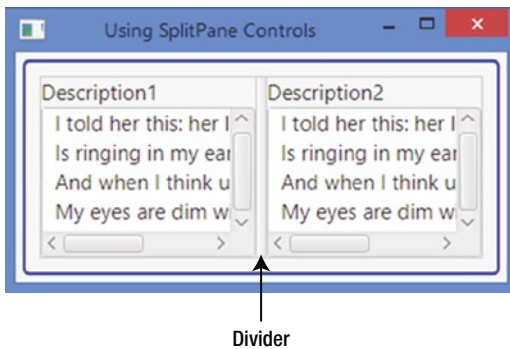 Using SplitPane Controls
Description1
I told her this: her l
Is ringing in my ear
And when I think u
My eyes are dim w
Description2
I told her this: her l
Is ringing in my ear
And when I think u
My eyes are dim w
Divider